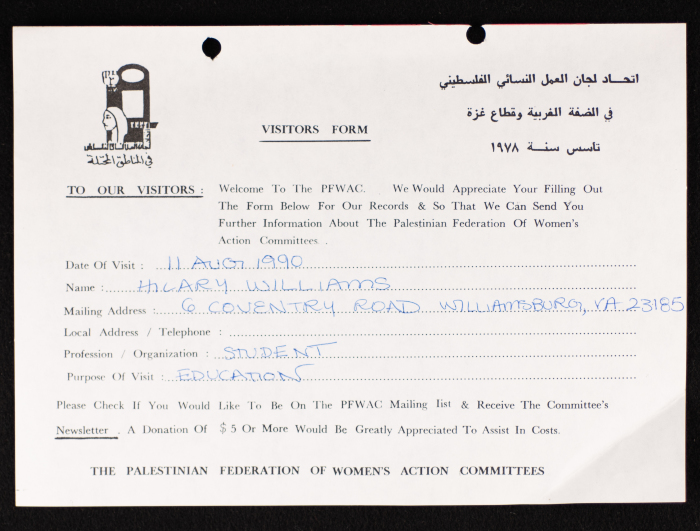 اتحاد لجان العمل النسائي الفلسطيني
في الضفة الغربية وقطاع غزة
تاسس سنة ١٩٧٨
في المناطق المحتلة
VISITORS FORM
TO OUR VISITORS : Welcome To The PFWAC. We Would Appreciate Your Filling Out
The Form Below For Our Records & So That We Can Send You
Further Information About The Palestinian Federation Of Women's
Action Committees .
Date Of Visit : 11 AUG 1990
Name : HILARY WILLIAMS
Mailing Address : 6 COVENTRY ROAD WILLIAMSBURG, VA 23185
Local Address / Telephone :
Profession / Organization : STUDENT
Purpose Of Visit : EDUCATION
Please Check If You Would Like To Be On The PFWAC Mailing list & Receive The Committee's
Newsletter . A Donation Of $ 5 Or More Would Be Greatly Appreciated To Assist In Costs.
THE PALESTINIAN FEDERATION OF WOMEN'S ACTION COMMITTEES